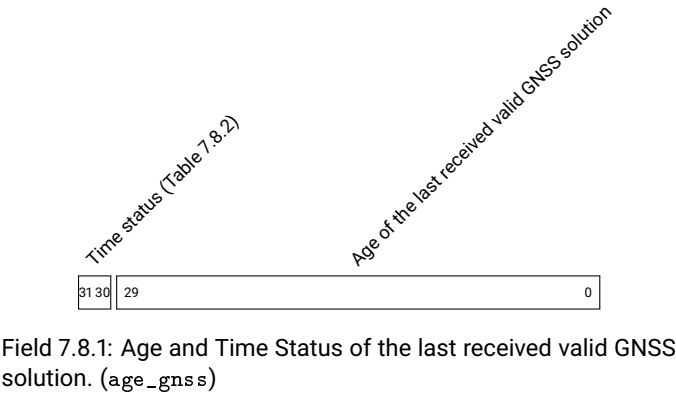 Time status (Table 7.8.2)
Age of the last received valid GNSS solution
31 30 29 0
Field 7.8.1: Age and Time Status of the last received valid GNSS
solution. (age_gnss)